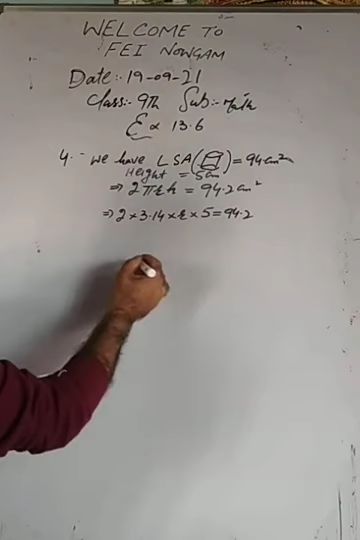 WELCOME TO
FEI NOWGAM
Date:- 19-09-21
Class:- 9Th Sub:- Math
Ex 13.6
4. - we have LSA( ) = 94 cm²
Height = 5cm
⇒ 2πrh = 94.2 cm²
⇒ 2 × 3.14 × r × 5 = 94.2